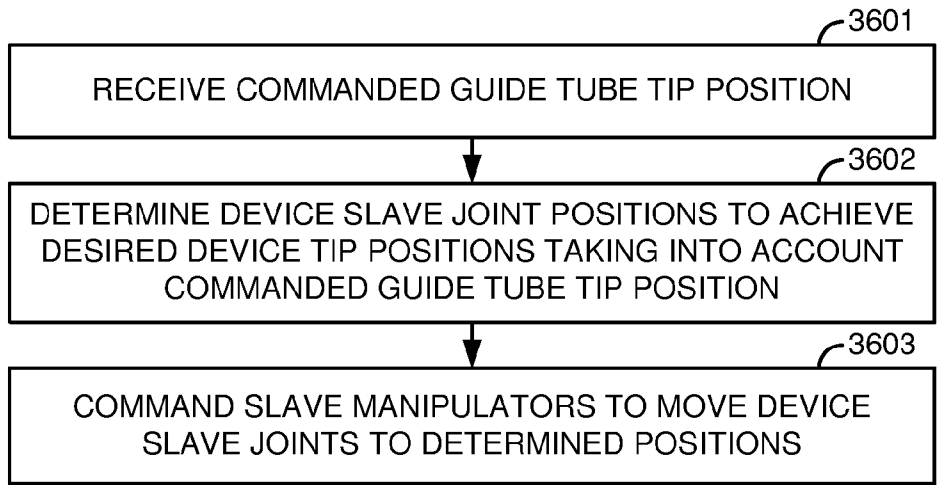 3601
RECEIVE COMMANDED GUIDE TUBE TIP POSITION
3602
DETERMINE DEVICE SLAVE JOINT POSITIONS TO ACHIEVE
DESIRED DEVICE TIP POSITIONS TAKING INTO ACCOUNT
COMMANDED GUIDE TUBE TIP POSITION
3603
COMMAND SLAVE MANIPULATORS TO MOVE DEVICE
SLAVE JOINTS TO DETERMINED POSITIONS